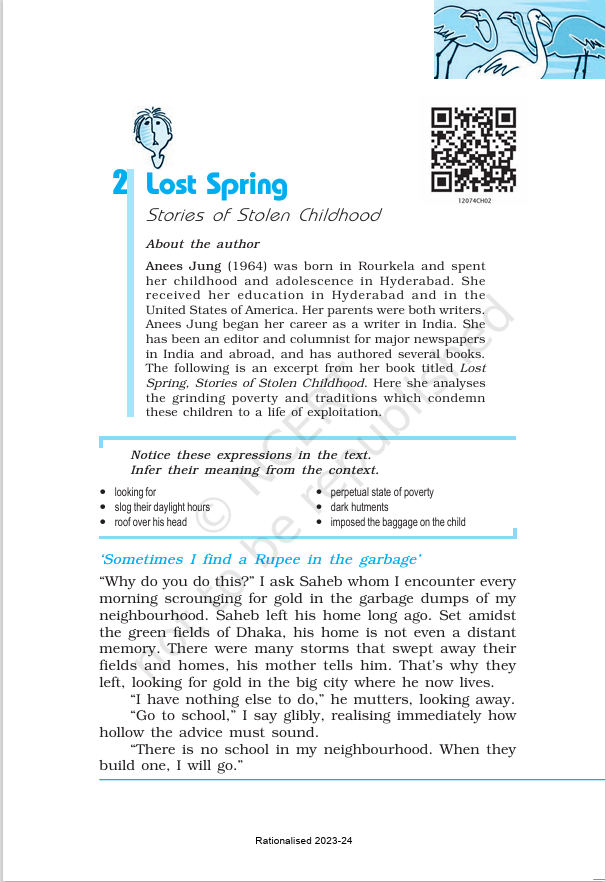 12074CH02
2 Lost Spring
Stories of Stolen Childhood
About the author
Anees Jung (1964) was born in Rourkela and spent
her childhood and adolescence in Hyderabad. She
received her education in Hyderabad and in the
United States of America. Her parents were both writers.
Anees Jung began her career as a writer in India. She
has been an editor and columnist for major newspapers
in India and abroad, and has authored several books.
The following is an excerpt from her book titled Lost
Spring, Stories of Stolen Childhood. Here she analyses
the grinding poverty and traditions which condemn
these children to a life of exploitation.
Notice these expressions in the text.
Infer their meaning from the context.
• looking for
• slog their daylight hours
• roof over his head
• perpetual state of poverty
• dark hutments
• imposed the baggage on the child
‘Sometimes I find a Rupee in the garbage’
“Why do you do this?” I ask Saheb whom I encounter every
morning scrounging for gold in the garbage dumps of my
neighbourhood. Saheb left his home long ago. Set amidst
the green fields of Dhaka, his home is not even a distant
memory. There were many storms that swept away their
fields and homes, his mother tells him. That’s why they
left, looking for gold in the big city where he now lives.
“I have nothing else to do,” he mutters, looking away.
“Go to school,” I say glibly, realising immediately how
hollow the advice must sound.
“There is no school in my neighbourhood. When they
build one, I will go.”
© NCERT
not to be republished
Rationalised 2023-24